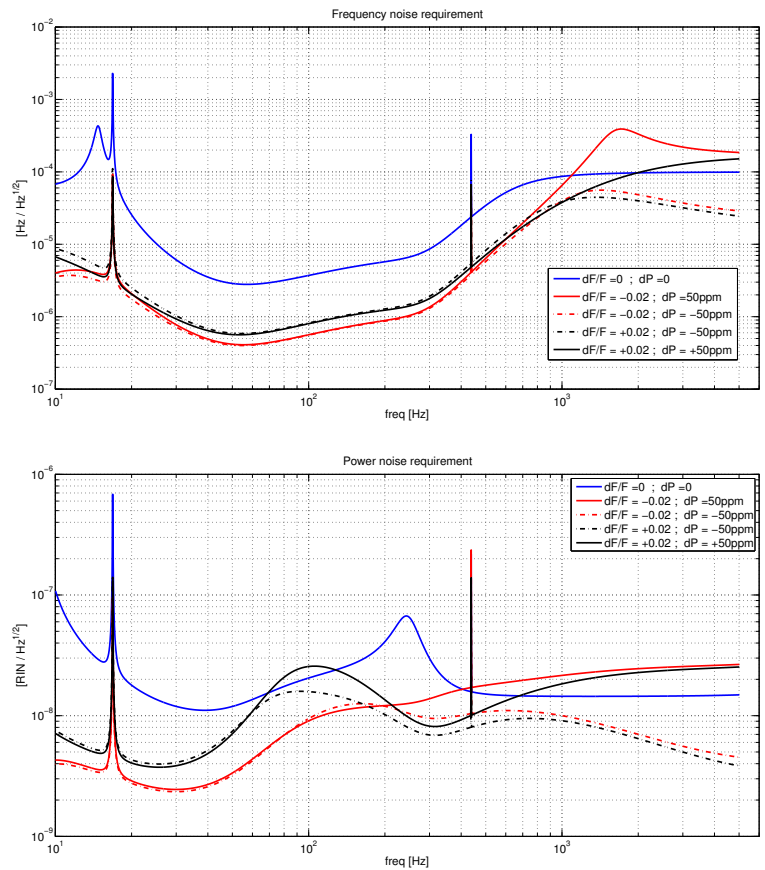 Frequency noise requirement
10^−2
10^−3
10^−4
10^−5
10^−6
10^−7
[Hz / Hz^1/2]
dF/F =0 ; dP =0
dF/F = −0.02 ; dP =50ppm
dF/F = −0.02 ; dP = −50ppm
dF/F = +0.02 ; dP = −50ppm
dF/F = +0.02 ; dP = +50ppm
10^1
10^2
10^3
freq [Hz]
Power noise requirement
10^−6
10^−7
10^−8
10^−9
[RIN / Hz^1/2]
dF/F =0 ; dP =0
dF/F = −0.02 ; dP =50ppm
dF/F = −0.02 ; dP = −50ppm
dF/F = +0.02 ; dP = −50ppm
dF/F = +0.02 ; dP = +50ppm
10^1
10^2
10^3
freq [Hz]